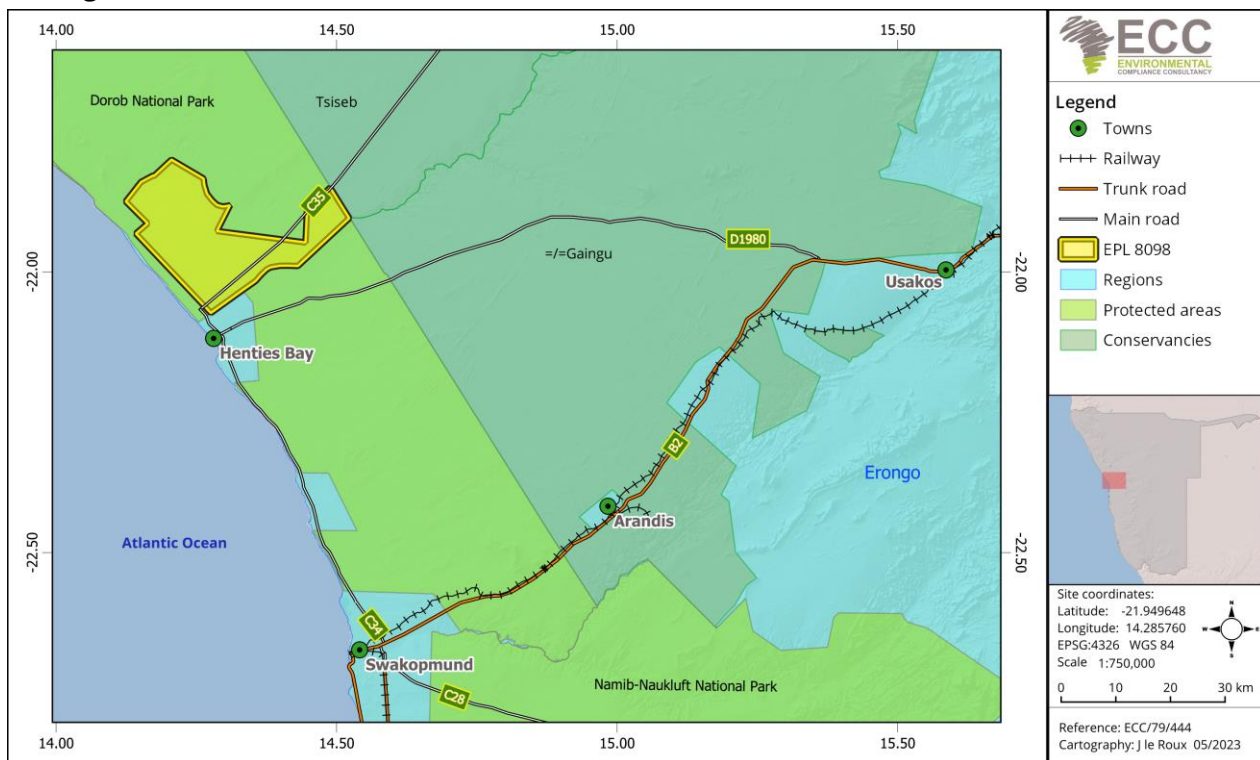 14.00
14.50
15.00
15.50
Dorob National Park
Tsiseb
C35
D1980
=/=Gaingu
-22.00
-22.00
Usakos
Henties Bay
B2
Erongo
Arandis
Atlantic Ocean
-22.50
-22.50
C34
Swakopmund
Namib-Naukluft National Park
C28
14.00
14.50
15.00
15.50
ECC
ENVIRONMENTAL
COMPLIANCE CONSULTANCY
Legend
Towns
Railway
Trunk road
Main road
EPL 8098
Regions
Protected areas
Conservancies
Site coordinates:
Latitude: -21.949648
Longitude: 14.285760
EPSG:4326 WGS 84
Scale 1:750,000
N
W
E
S
0 10 20 30 km
Reference: ECC/79/444
Cartography: J le Roux 05/2023